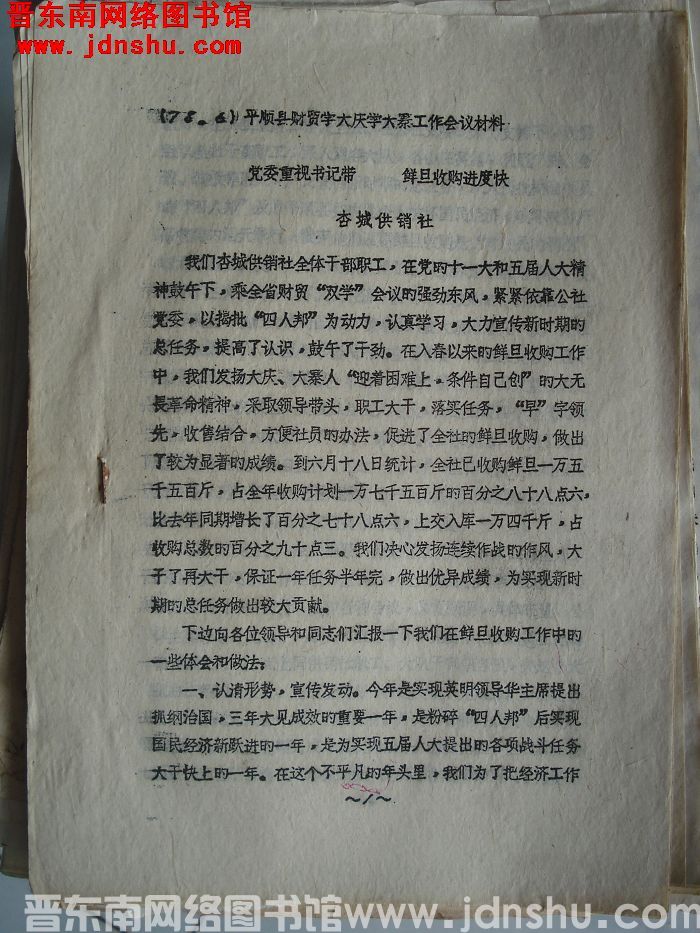 晋东南网络图书馆
www.jdnshu.com
(78.6) 平顺县财贸学大庆学大寨工作会议材料
党委重视书记带 鲜旦收购进度快
杏城供销社
我们杏城供销社全体干部职工，在党的十一大和五届人大精
神鼓午下，乘全省财贸“双学”会议的强劲东风，紧紧依靠公社
党委，以揭批“四人邦”为动力，认真学习，大力宣传新时期的
总任务，提高了认识，鼓午了干劲。在入春以来的鲜旦收购工作
中，我们发扬大庆、大寨人“迎着困难上，条件自己创”的大无
畏革命精神，采取领导带头，职工大干，落实任务，“早”字领
先，收售结合，方便社员的办法，促进了全社的鲜旦收购，做出
了较为显著的成绩。到六月十八日统计，全社已收购鲜旦一万五
千五百斤，占全年收购计划一万七千五百斤的百分之八十八点六，
比去年同期增长了百分之七十八点六，上交入库一万四千斤，占
收购总数的百分之九十点三。我们决心发扬连续作战的作风，大
干了再大干，保证一年任务半年完，做出优异成绩，为实现新时
期的总任务做出较大贡献。
下边向各位领导和同志们汇报一下我们在鲜旦收购工作中的
一些体会和做法：
一、认清形势，宣传发动。今年是实现英明领导华主席提出
抓纲治国，三年大见成效的重要一年，是粉碎“四人邦”后实现
国民经济新跃进的一年，是为实现五届人大提出的各项战斗任务
大干快上的一年。在这个不平凡的年头里，我们为了把经济工作
～1～
晋东南网络图书馆 www.jdnshu.com